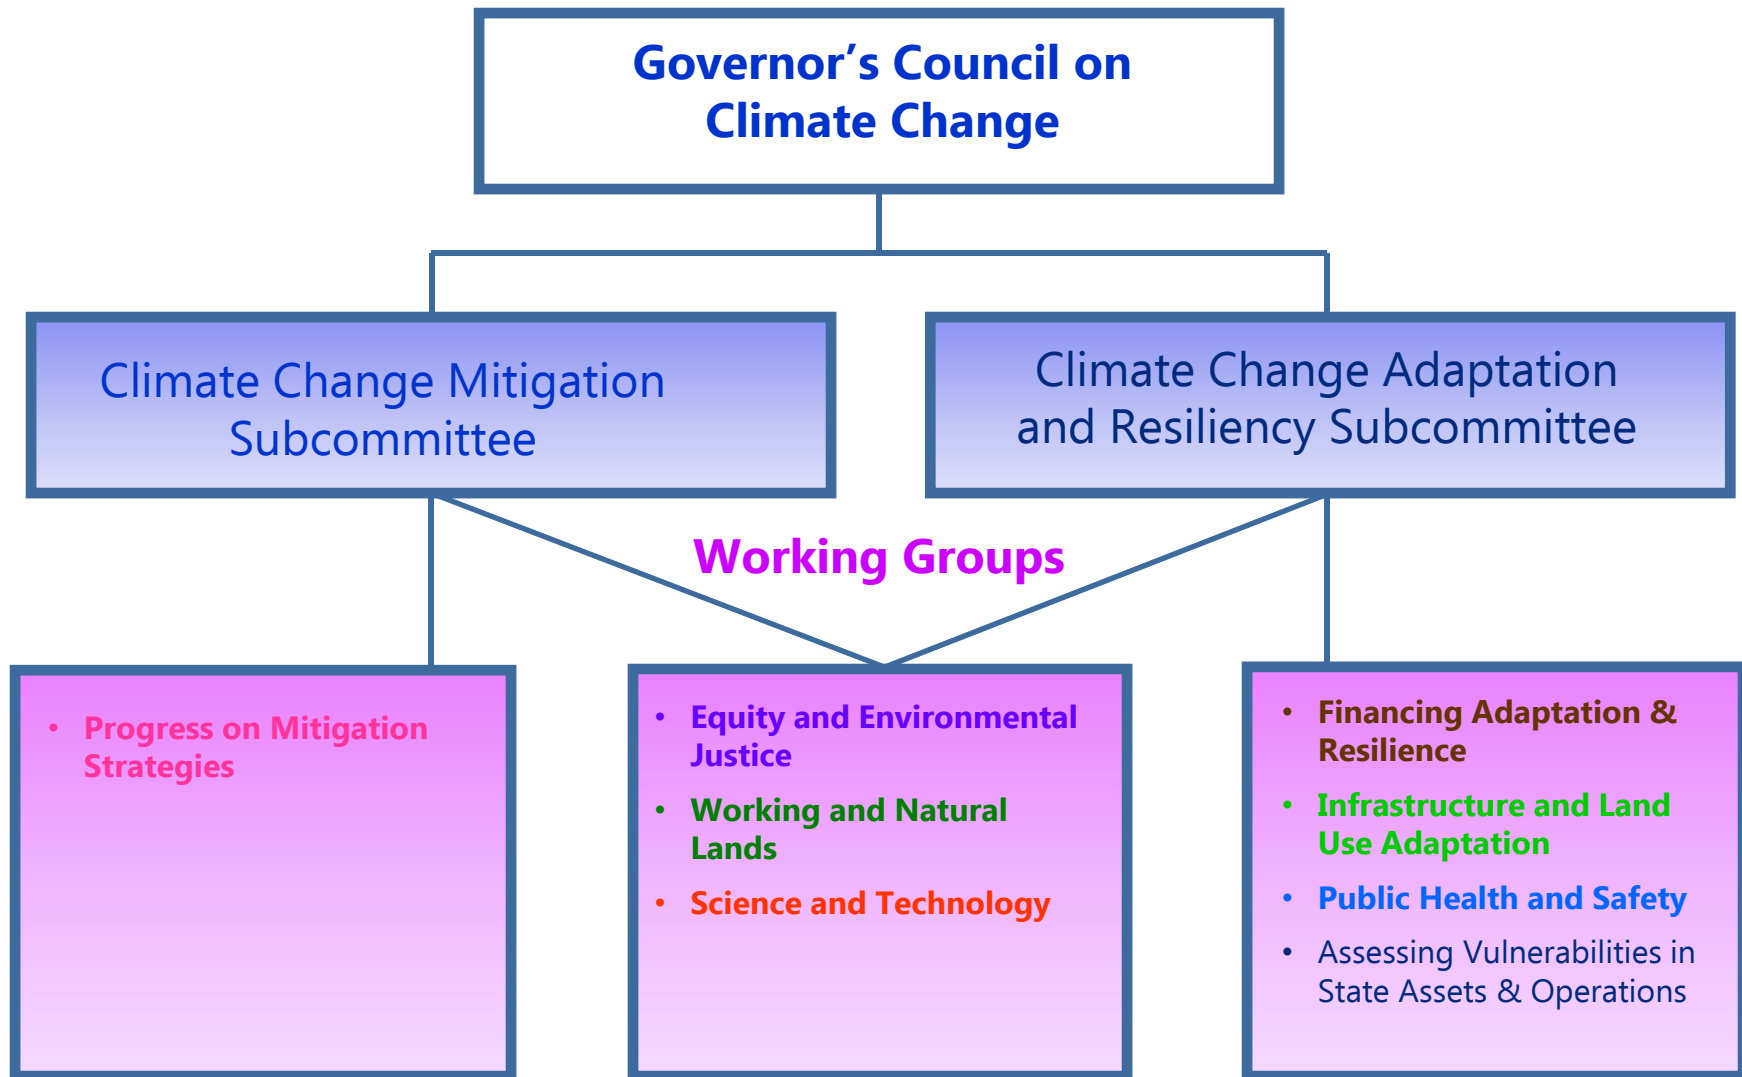 Governor’s Council on
Climate Change
Climate Change Mitigation
Subcommittee
Climate Change Adaptation
and Resiliency Subcommittee
Working Groups
• Progress on Mitigation
Strategies
• Equity and Environmental
Justice
• Working and Natural
Lands
• Science and Technology
• Financing Adaptation &
Resilience
• Infrastructure and Land
Use Adaptation
• Public Health and Safety
• Assessing Vulnerabilities in
State Assets & Operations